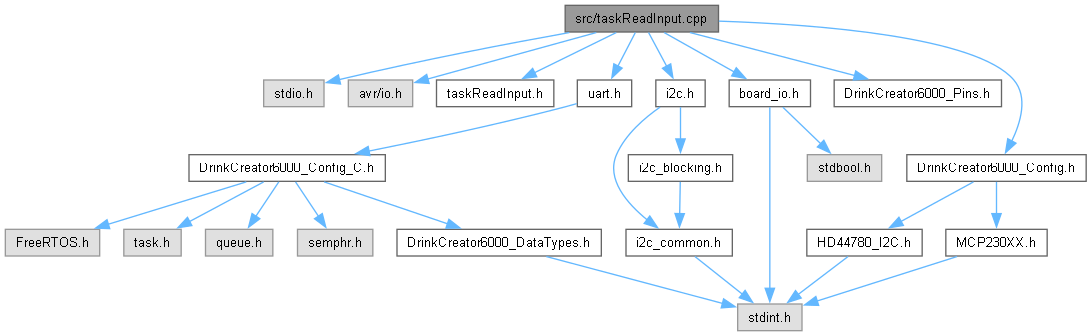 src/taskReadInput.cpp
stdio.h
avr/io.h
taskReadInput.h
uart.h
i2c.h
board_io.h
DrinkCreator6000_Pins.h
DrinkCreator6000_Config_C.h
i2c_blocking.h
stdbool.h
DrinkCreator6000_Config.h
FreeRTOS.h
task.h
queue.h
semphr.h
DrinkCreator6000_DataTypes.h
i2c_common.h
HD44780_I2C.h
MCP230XX.h
stdint.h